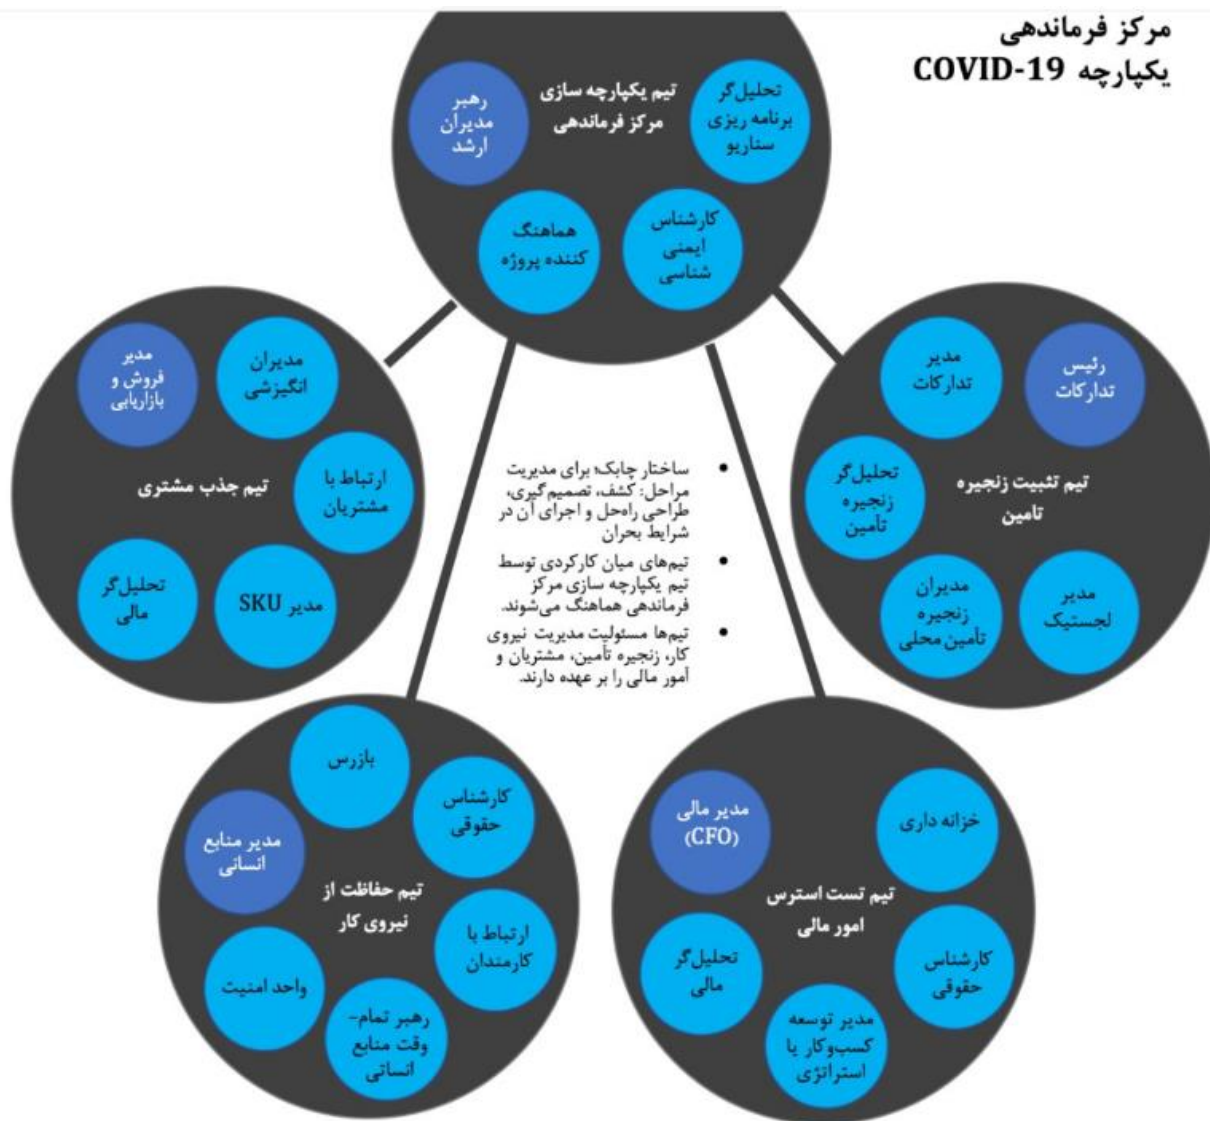 مرکز فرماندهی
یکپارچه COVID-19
تیم یکپارچه سازی
مرکز فرماندهی
رهبر
مدیران
ارشد
تحلیل‌گر
برنامه ریزی
سناریو
هماهنگ
کننده پروژه
کارشناس
ایمنی
شناسی
تیم تثبیت زنجیره
تامین
رئیس
تدارکات
مدیر
تدارکات
تحلیل‌گر
زنجیره
تأمین
مدیران
زنجیره
تأمین محلی
مدیر
لجستیک
تیم جذب مشتری
مدیر
فروش و
بازاریابی
مدیران
انگیزشی
ارتباط با
مشتریان
مدیر SKU
تحلیل‌گر
مالی
• ساختار چابک؛ برای مدیریت
مراحل: کشف، تصمیم‌گیری،
طراحی راه‌حل و اجرای آن در
شرایط بحران
• تیم‌های میان کارکردی توسط
تیم یکپارچه سازی مرکز
فرماندهی هماهنگ می‌شوند.
• تیم‌ها مسئولیت مدیریت نیروی
کار، زنجیره تأمین، مشتریان و
أمور مالی را بر عهده دارند.
تیم تست استرس
امور مالی
مدیر مالی
(CFO)
خزانه داری
کارشناس
حقوقی
مدیر توسعه
کسب‌وکار یا
استراتژی
تحلیل‌گر
مالی
تیم حفاظت از
نیروی کار
مدیر منابع
انسانی
بازرس
کارشناس
حقوقی
ارتباط با
کارمندان
رهبر تمام-
وقت منابع
انساتی
واحد امنیت